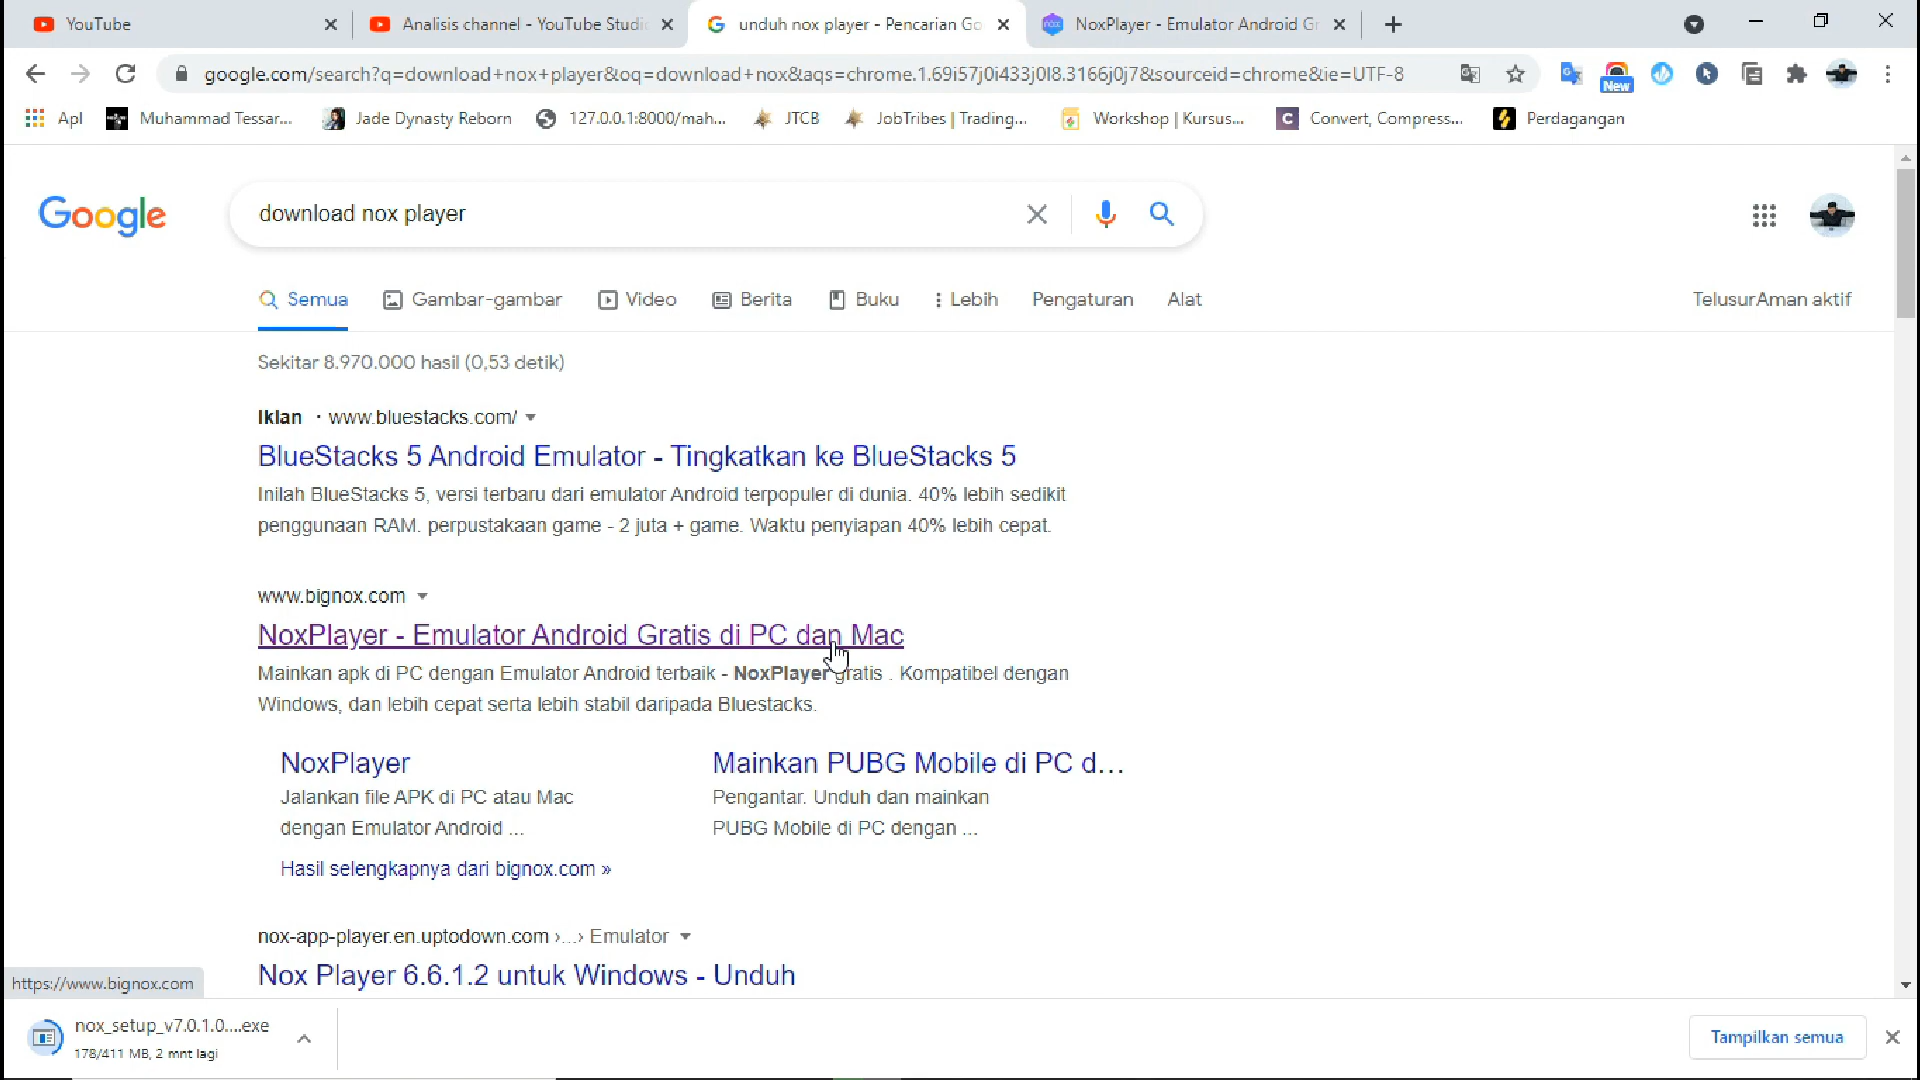 YouTube
Analisis channel - YouTube Studi
unduh nox player - Pencarian Go
NoxPlayer - Emulator Android Gr
google.com/search?q=download+nox+player&oq=download+nox&aqs=chrome.1.69i57j0i433j0l8.3166j0j7&sourceid=chrome&ie=UTF-8
New
Apl
Muhammad Tessar...
Jade Dynasty Reborn
127.0.0.1:8000/mah...
JTCB
JobTribes | Trading...
Workshop | Kursus...
Convert, Compress...
Perdagangan
Google
download nox player
Semua
Gambar-gambar
Video
Berita
Buku
Lebih
Pengaturan
Alat
TelusurAman aktif
Sekitar 8.970.000 hasil (0,53 detik)
Iklan · www.bluestacks.com/
BlueStacks 5 Android Emulator - Tingkatkan ke BlueStacks 5
Inilah BlueStacks 5, versi terbaru dari emulator Android terpopuler di dunia. 40% lebih sedikit
penggunaan RAM. perpustakaan game - 2 juta + game. Waktu penyiapan 40% lebih cepat.
www.bignox.com
NoxPlayer - Emulator Android Gratis di PC dan Mac
Mainkan apk di PC dengan Emulator Android terbaik - NoxPlayer gratis . Kompatibel dengan
Windows, dan lebih cepat serta lebih stabil daripada Bluestacks.
NoxPlayer
Jalankan file APK di PC atau Mac
dengan Emulator Android ...
Mainkan PUBG Mobile di PC d...
Pengantar. Unduh dan mainkan
PUBG Mobile di PC dengan ...
Hasil selengkapnya dari bignox.com »
nox-app-player.en.uptodown.com ›...› Emulator
Nox Player 6.6.1.2 untuk Windows - Unduh
https://www.bignox.com
nox_setup_v7.0.1.0....exe
178/411 MB, 2 mnt lagi
Tampilkan semua